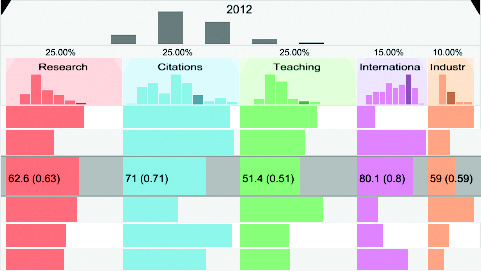 2012
25.00% 25.00% 25.00% 15.00% 10.00%
Research Citations Teaching Internationa Industr
62.6 (0.63) 71 (0.71) 51.4 (0.51) 80.1 (0.8) 59 (0.59)